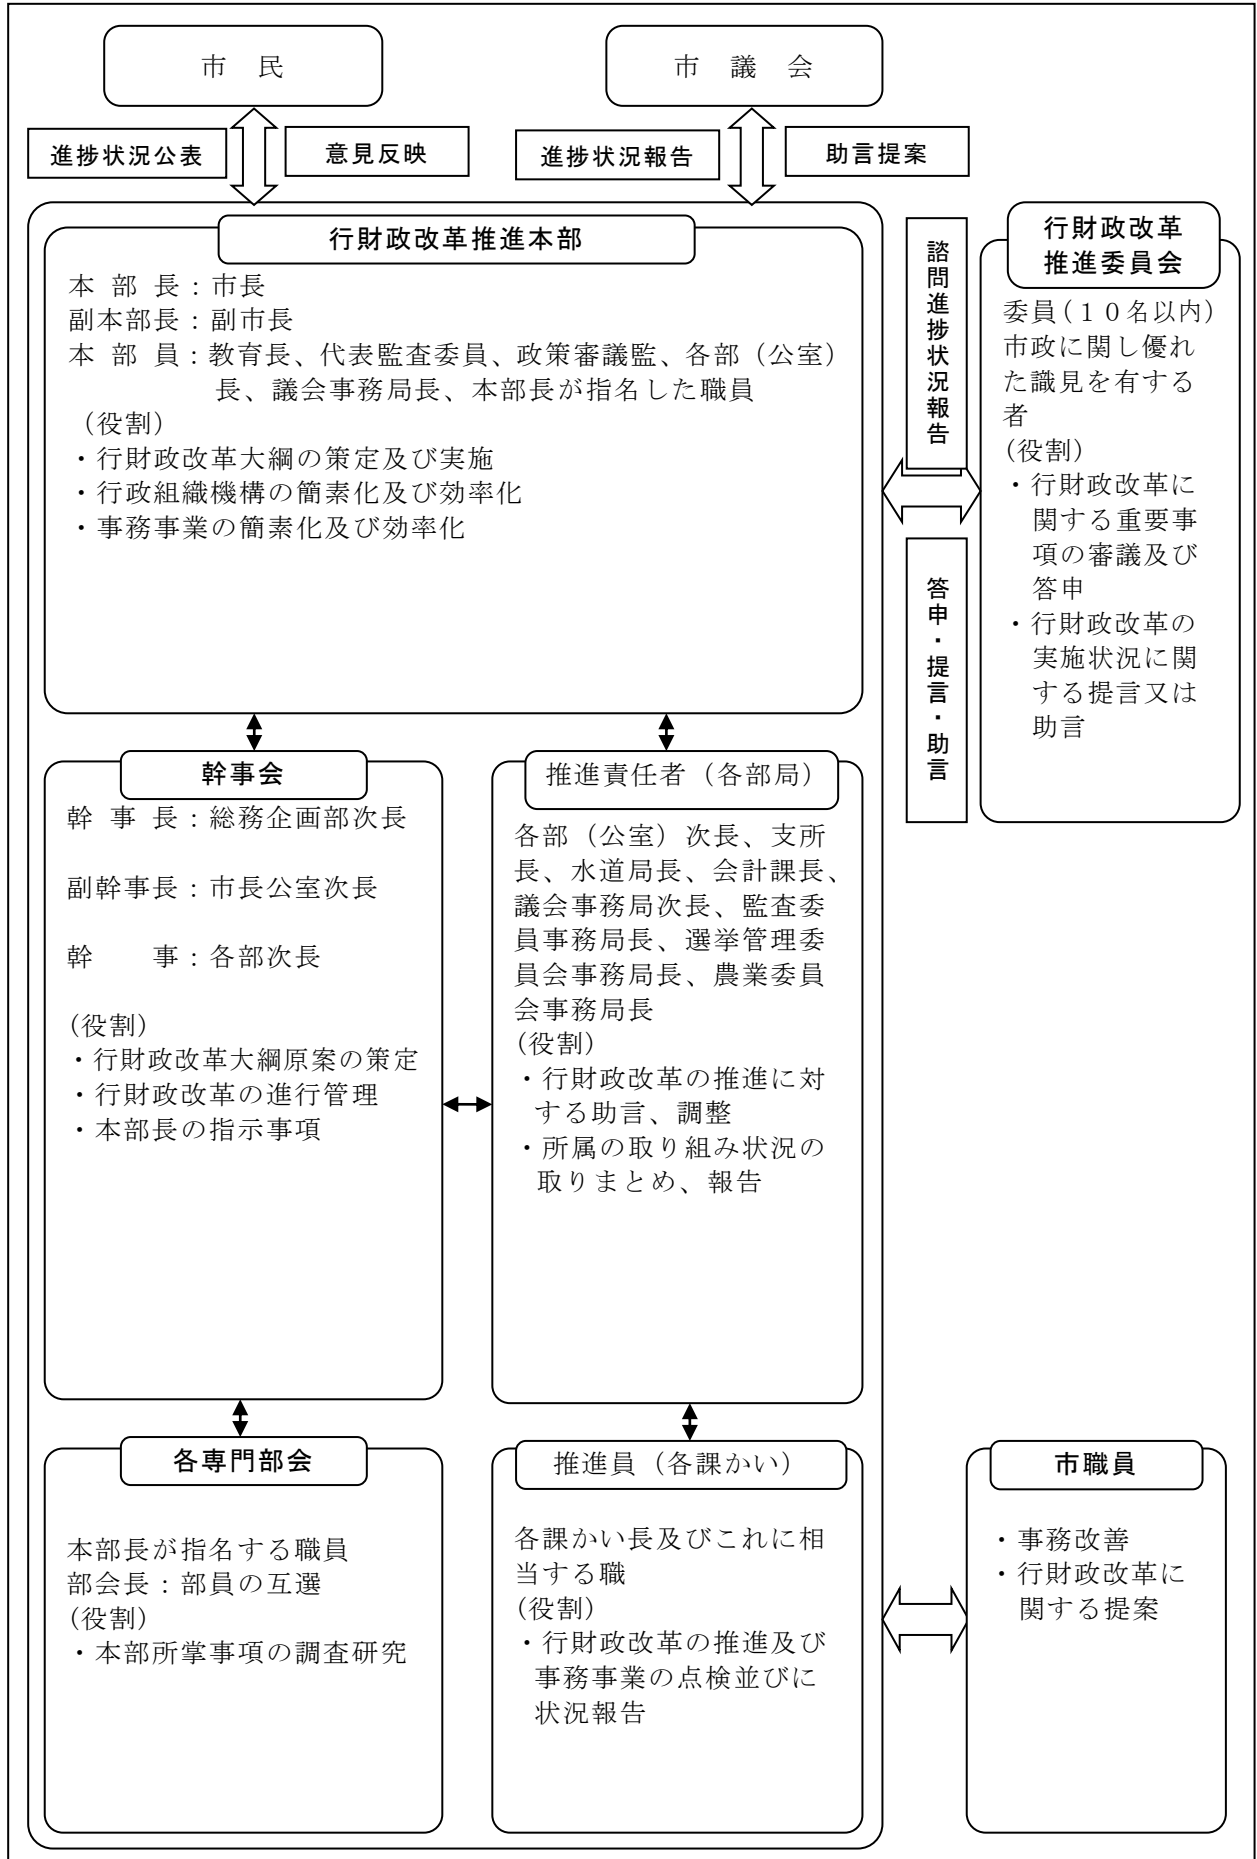 市　民
市　議　会
進捗状況公表
意見反映
進捗状況報告
助言提案
行財政改革推進本部
本 部 長：市長
副本部長：副市長
本 部 員：教育長、代表監査委員、政策審議監、各部（公室）
長、議会事務局長、本部長が指名した職員
（役割）
・行財政改革大綱の策定及び実施
・行政組織機構の簡素化及び効率化
・事務事業の簡素化及び効率化
諮問進捗状況報告
答申・提言・助言
行財政改革
推進委員会
委員（１０名以内）
市政に関し優れ
た識見を有する
者
（役割）
・行財政改革に
関する重要事
項の審議及び
答申
・行財政改革の
実施状況に関
する提言又は
助言
幹事会
幹 事 長：総務企画部次長
副幹事長：市長公室次長
幹　　事：各部次長
（役割）
・行財政改革大綱原案の策定
・行財政改革の進行管理
・本部長の指示事項
推進責任者（各部局）
各部（公室）次長、支所
長、水道局長、会計課長、
議会事務局次長、監査委
員事務局長、選挙管理委
員会事務局長、農業委員
会事務局長
（役割）
・行財政改革の推進に対
する助言、調整
・所属の取り組み状況の
取りまとめ、報告
各専門部会
本部長が指名する職員
部会長：部員の互選
（役割）
・本部所掌事項の調査研究
推進員（各課かい）
各課かい長及びこれに相
当する職
（役割）
・行財政改革の推進及び
事務事業の点検並びに
状況報告
市職員
・事務改善
・行財政改革に
関する提案